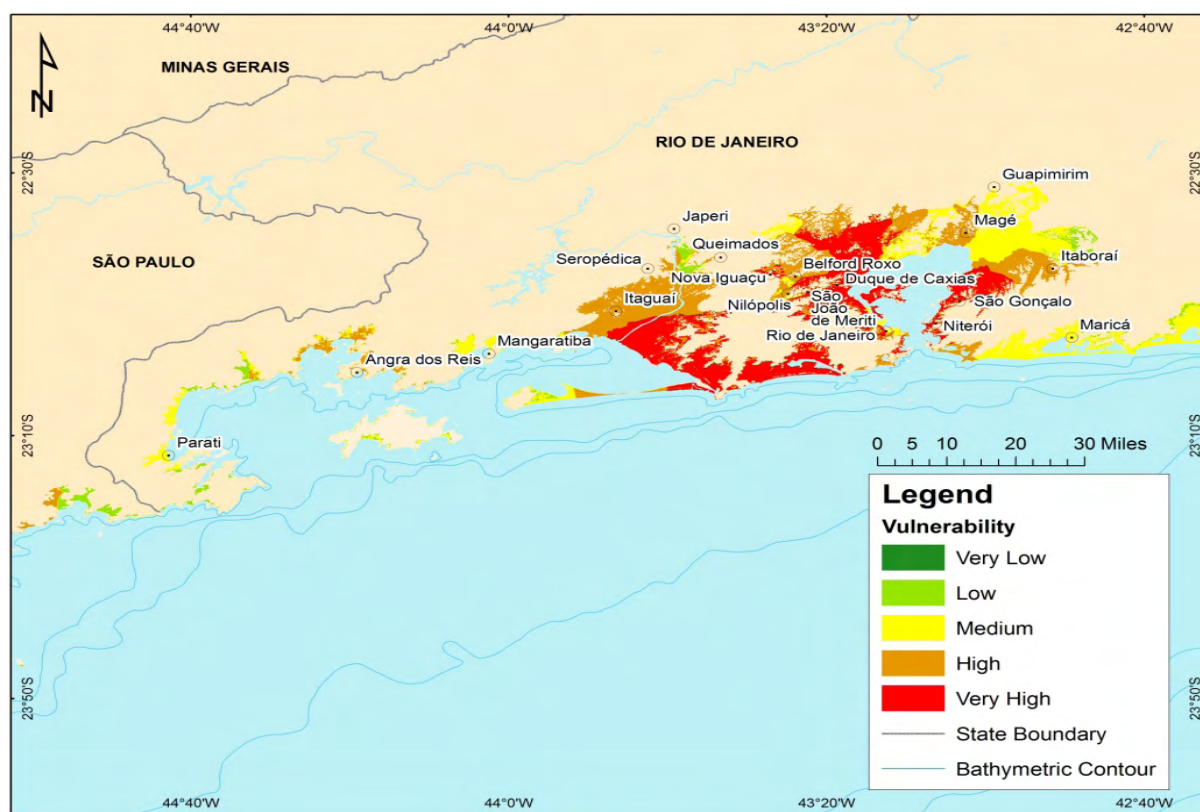 44°40'W
44°0'W
43°20'W
42°40'W
N
MINAS GERAIS
RIO DE JANEIRO
22°30'S
22°30'S
Guapimirim
Japeri
Magé
Queimados
SÃO PAULO
Seropédica
Belford Roxo
Itaboraí
Nova Iguaçu
Duque de Caxias
Itaguaí
Nilópolis
São
João
de Meriti
São Gonçalo
Rio de Janeiro
Niterói
Maricá
Mangaratiba
Angra dos Reis
Parati
23°10'S
23°10'S
0 5 10 20 30 Miles
Legend
Vulnerability
Very Low
Low
Medium
High
Very High
State Boundary
Bathymetric Contour
23°50'S
23°50'S
44°40'W
44°0'W
43°20'W
42°40'W